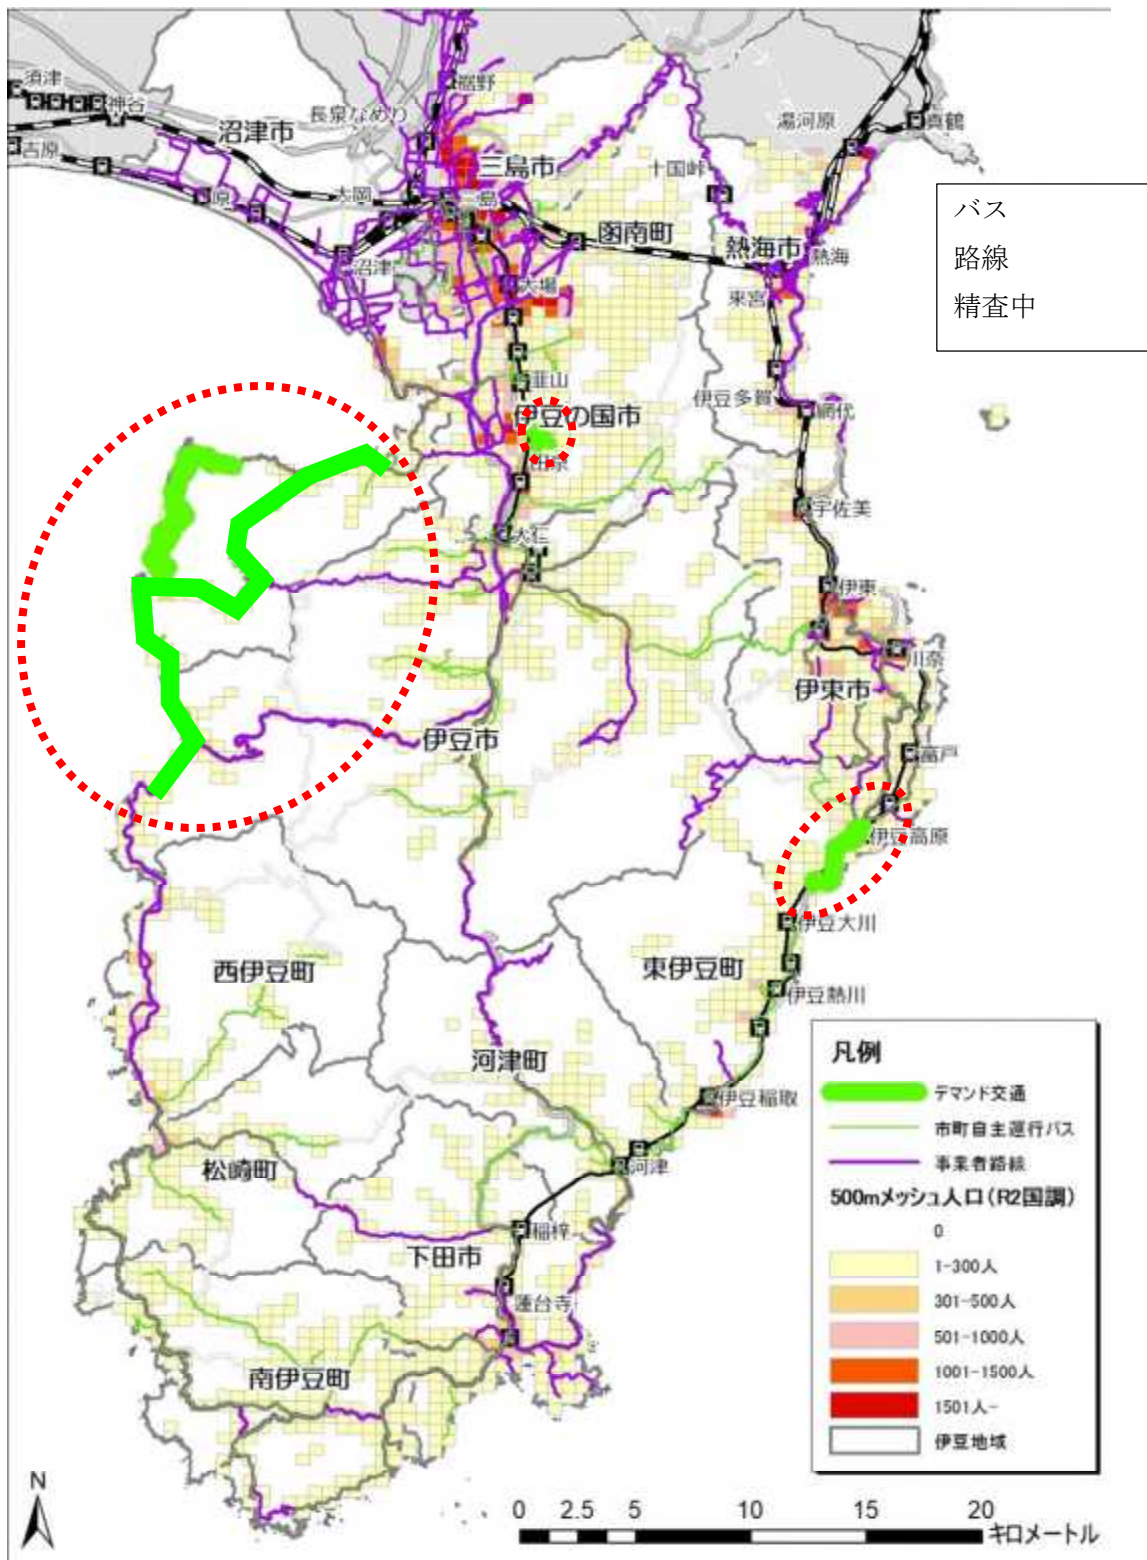 裾野
須津
神谷
沼津市
長泉なめり
湯河原
真鶴
吉原
三島市
十国峠
原
大岡
三島
函南町
熱海市
熱海
沼津
大場
来宮
バス
路線
精査中
韮山
伊豆多賀
網代
伊豆の国市
田京
宇佐美
大仁
伊東
川奈
伊東市
伊豆市
富戸
伊豆高原
伊豆大川
西伊豆町
東伊豆町
伊豆熱川
河津町
伊豆稲取
松崎町
河津
稲梓
下田市
蓮台寺
南伊豆町
凡例
デマンド交通
市町自主運行バス
事業者路線
500mメッシュ人口(R2国調)
0
1-300人
301-500人
501-1000人
1001-1500人
1501人-
伊豆地域
N
0 2.5 5 10 15 20
キロメートル